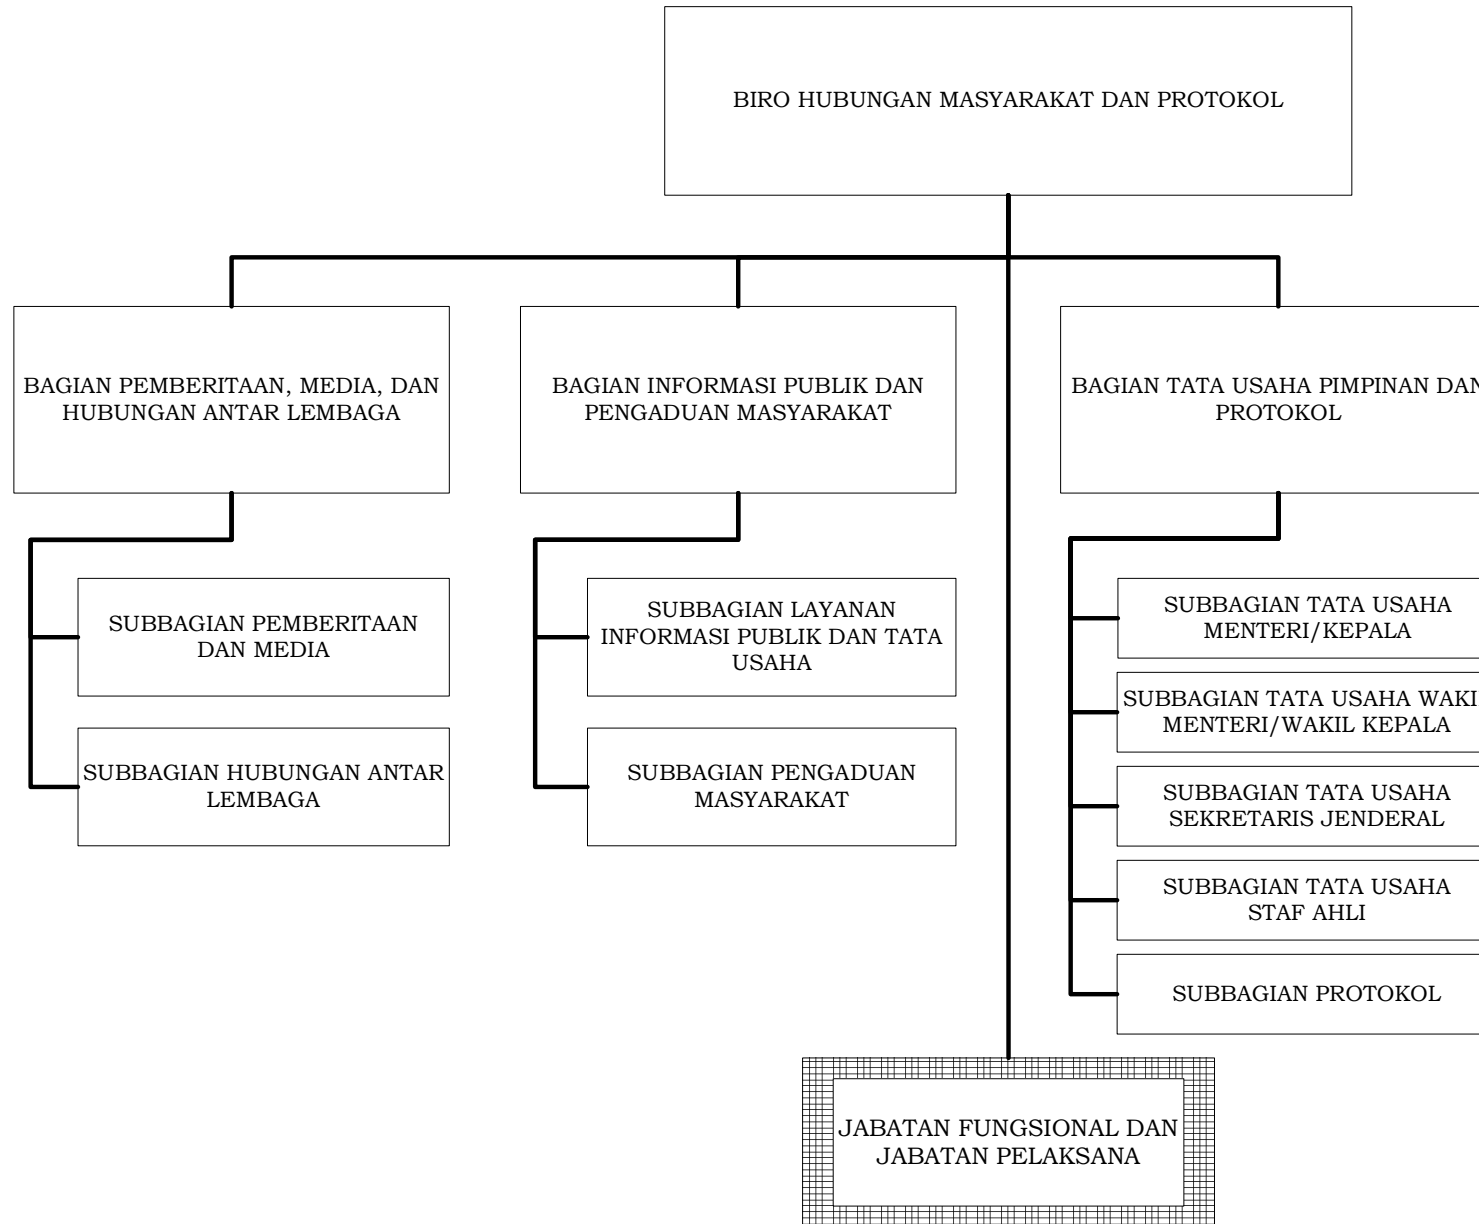 BIRO HUBUNGAN MASYARAKAT DAN PROTOKOL
BAGIAN PEMBERITAAN, MEDIA, DAN
HUBUNGAN ANTAR LEMBAGA
BAGIAN INFORMASI PUBLIK DAN
PENGADUAN MASYARAKAT
BAGIAN TATA USAHA PIMPINAN DAN
PROTOKOL
SUBBAGIAN PEMBERITAAN
DAN MEDIA
SUBBAGIAN HUBUNGAN ANTAR
LEMBAGA
SUBBAGIAN LAYANAN
INFORMASI PUBLIK DAN TATA
USAHA
SUBBAGIAN PENGADUAN
MASYARAKAT
SUBBAGIAN TATA USAHA
MENTERI/KEPALA
SUBBAGIAN TATA USAHA WAKIL
MENTERI/WAKIL KEPALA
SUBBAGIAN TATA USAHA
SEKRETARIS JENDERAL
SUBBAGIAN TATA USAHA
STAF AHLI
SUBBAGIAN PROTOKOL
JABATAN FUNGSIONAL DAN
JABATAN PELAKSANA